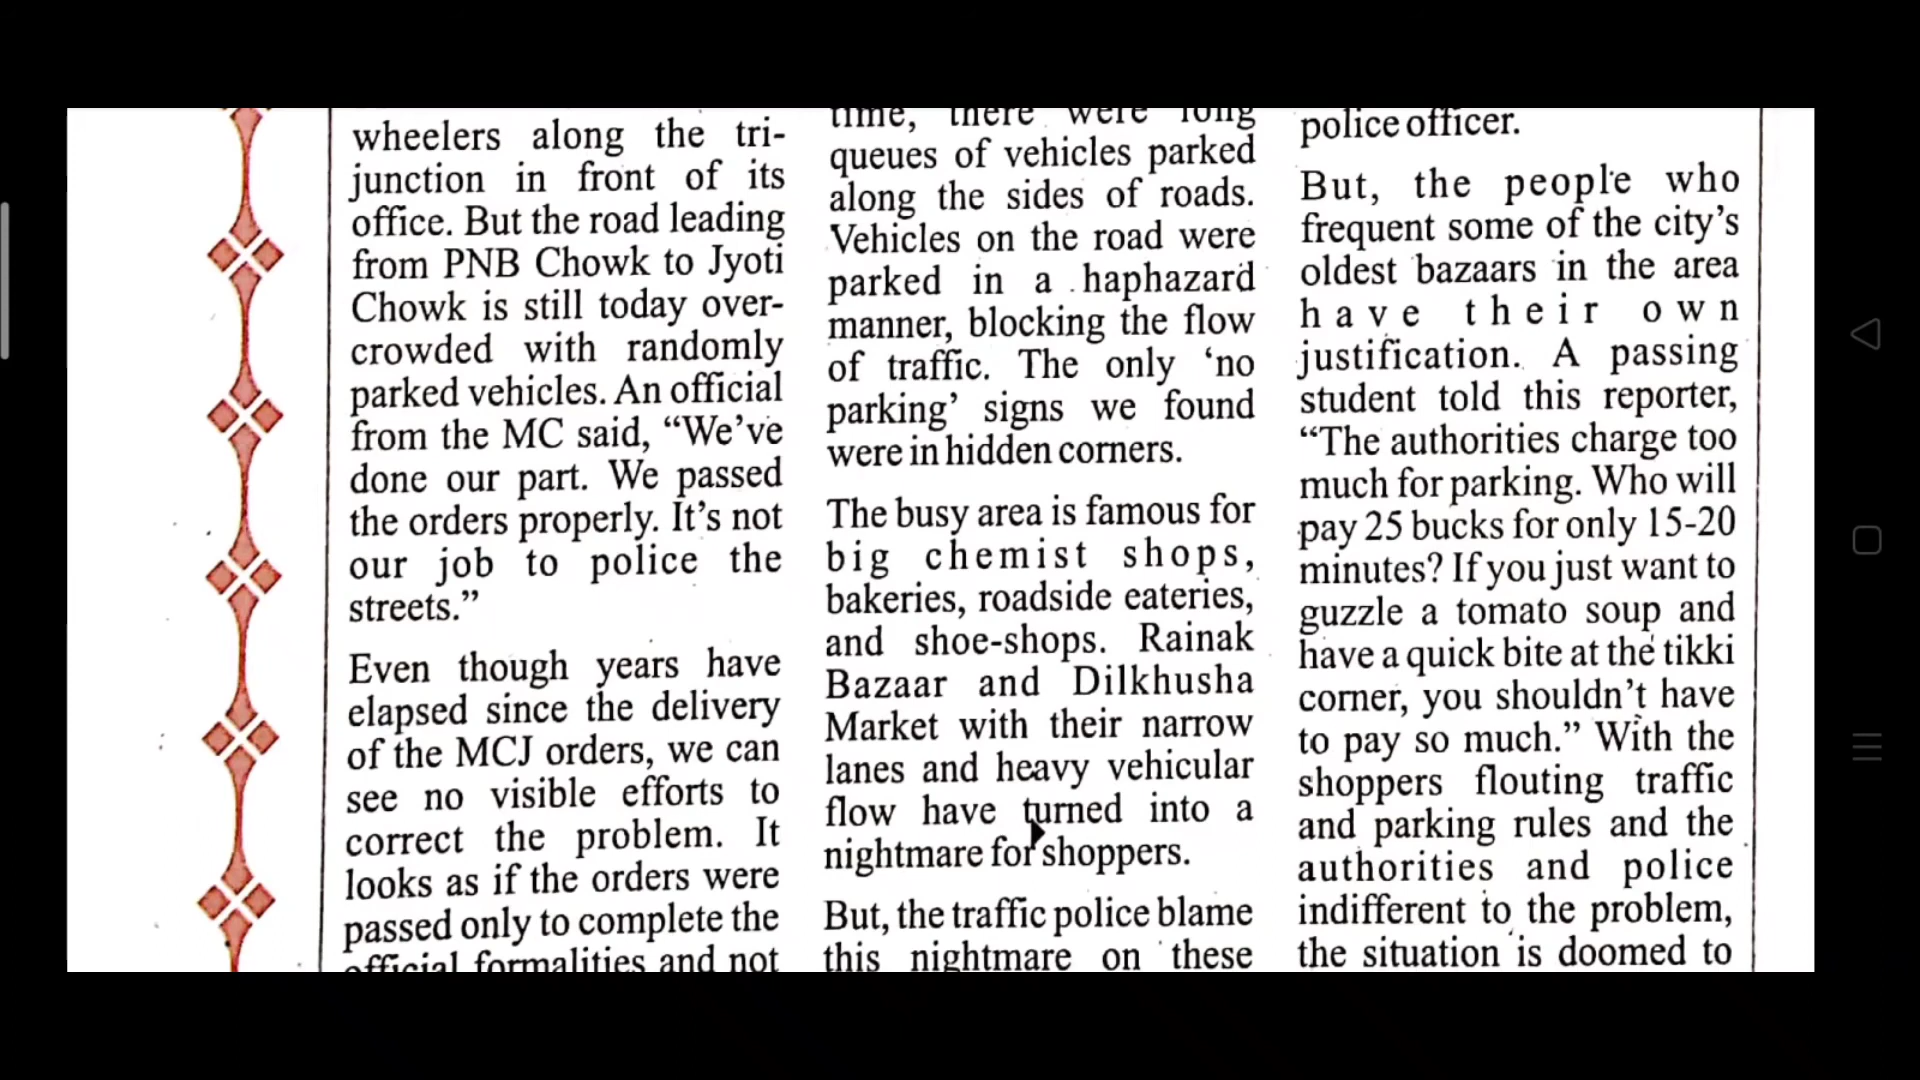 wheelers along the tri-
junction in front of its
office. But the road leading
from PNB Chowk to Jyoti
Chowk is still today over-
crowded with randomly
parked vehicles. An official
from the MC said, “We’ve
done our part. We passed
the orders properly. It’s not
our job to police the
streets.”
Even though years have
elapsed since the delivery
of the MCJ orders, we can
see no visible efforts to
correct the problem. It
looks as if the orders were
passed only to complete the
official formalities and not
time, there were long
queues of vehicles parked
along the sides of roads.
Vehicles on the road were
parked in a haphazard
manner, blocking the flow
of traffic. The only ‘no
parking’ signs we found
were in hidden corners.
The busy area is famous for
big chemist shops,
bakeries, roadside eateries,
and shoe-shops. Rainak
Bazaar and Dilkhusha
Market with their narrow
lanes and heavy vehicular
flow have turned into a
nightmare for shoppers.
But, the traffic police blame
this nightmare on these
police officer.
But, the people who
frequent some of the city’s
oldest bazaars in the area
have their own
justification. A passing
student told this reporter,
“The authorities charge too
much for parking. Who will
pay 25 bucks for only 15-20
minutes? If you just want to
guzzle a tomato soup and
have a quick bite at the tikki
corner, you shouldn’t have
to pay so much.” With the
shoppers flouting traffic
and parking rules and the
authorities and police
indifferent to the problem,
the situation is doomed to